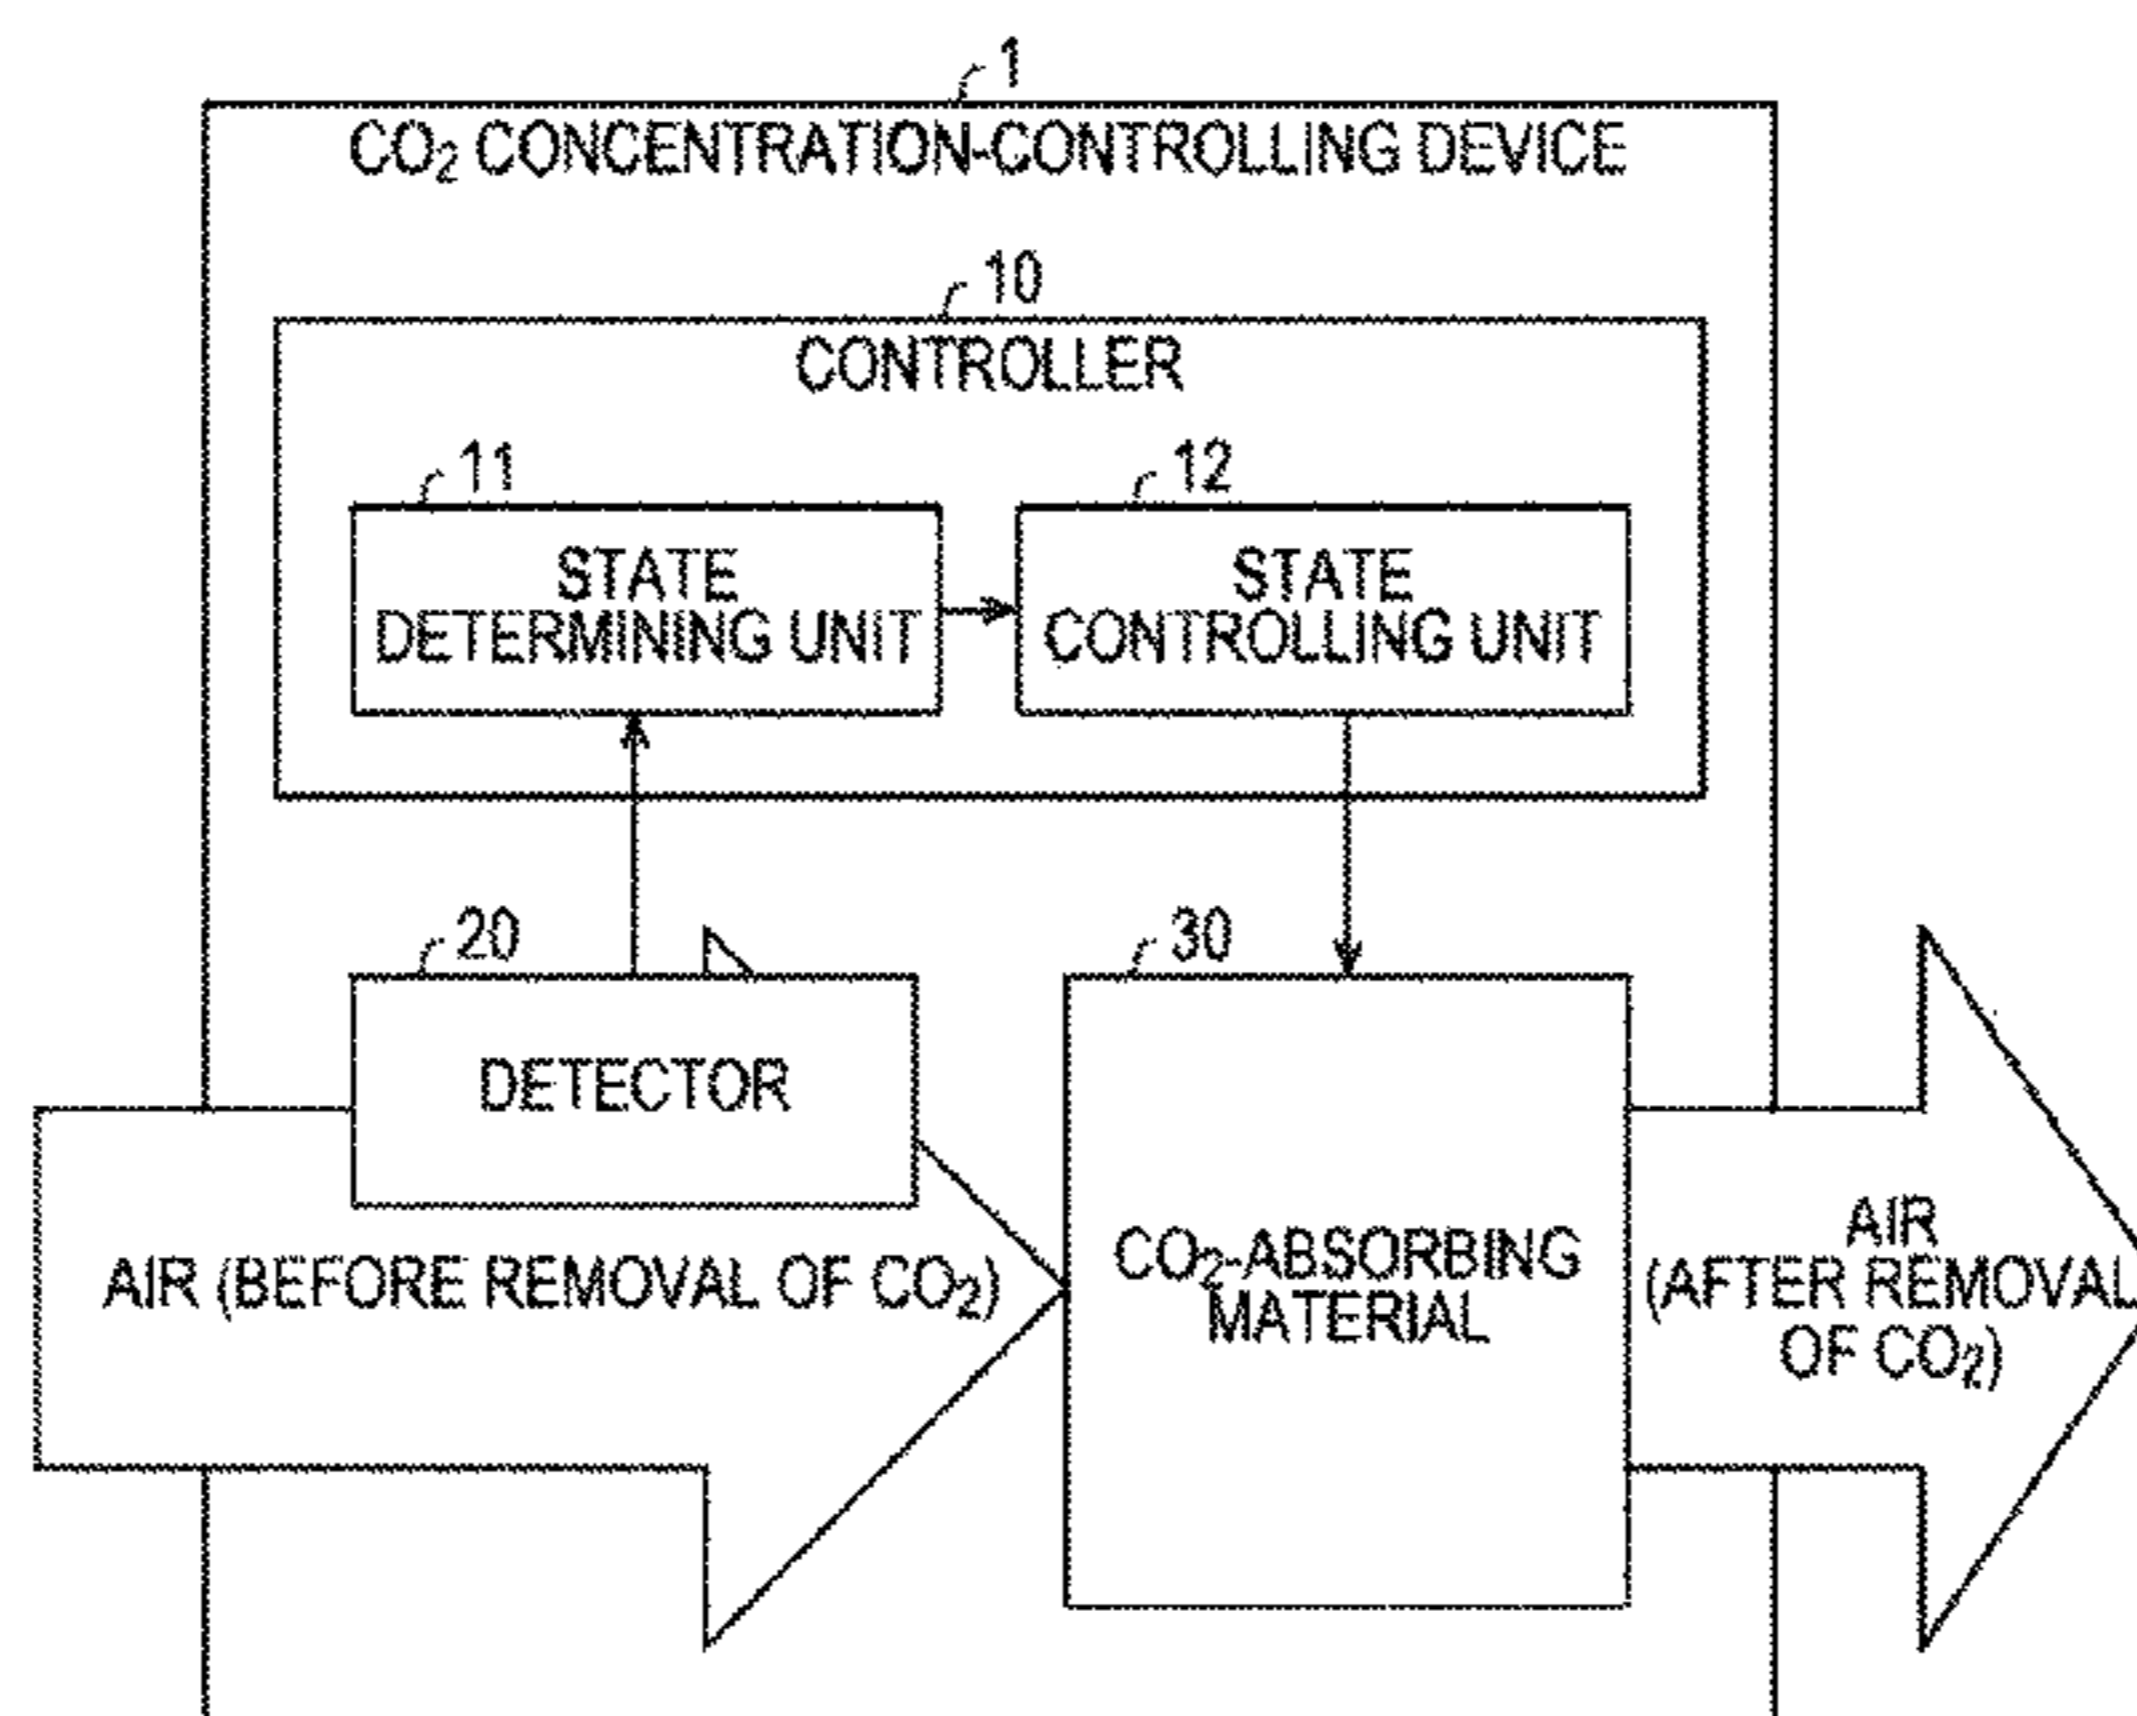 1
CO₂ CONCENTRATION-CONTROLLING DEVICE
10
CONTROLLER
11
STATE
DETERMINING UNIT
12
STATE
CONTROLLING UNIT
20
DETECTOR
30
AIR (BEFORE REMOVAL OF CO₂)
CO₂-ABSORBING
MATERIAL
AIR
(AFTER REMOVAL
OF CO₂)